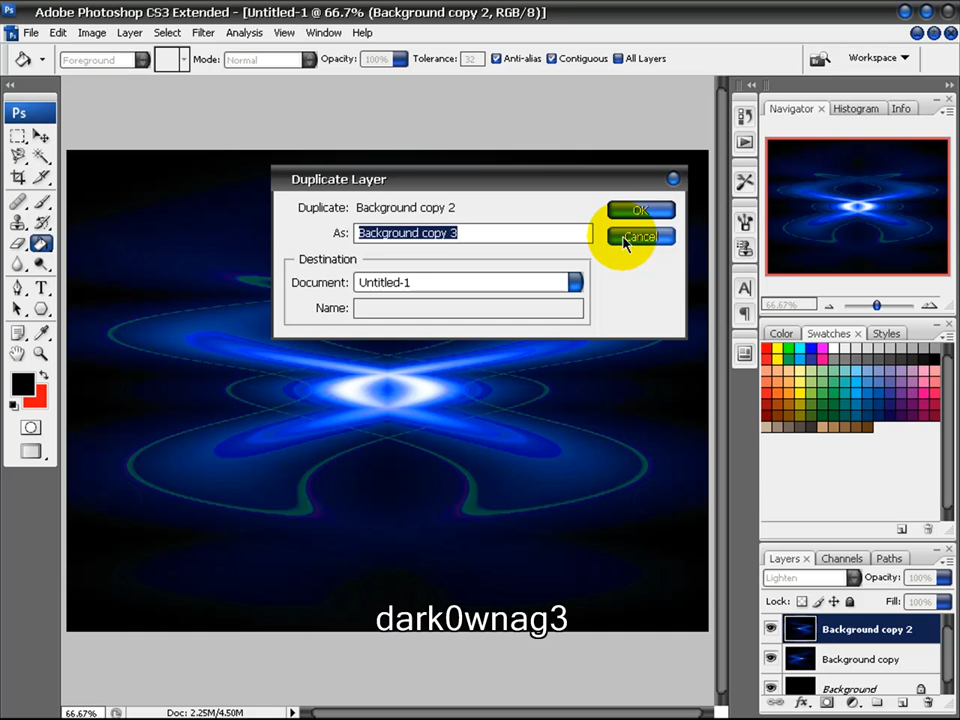 Adobe Photoshop CS3 Extended - [Untitled-1 @ 66.7% (Background copy 2, RGB/8)]
File Edit Image Layer Select Filter Analysis View Window Help
Foreground Mode: Normal Opacity: 100% Tolerance: 32 Anti-alias Contiguous All Layers Workspace
Ps
Navigator x Histogram Info
Duplicate Layer
Duplicate: Background copy 2
OK
As: Background copy 3
Cancel
Destination
Document: Untitled-1
Name:
66.67%
Color Swatches x Styles
Layers x Channels Paths
Lighten Opacity: 100%
Lock: Fill: 100%
Background copy 2
Background copy
Background
dark0wnag3
66.67% Doc: 2.25M/4.50M